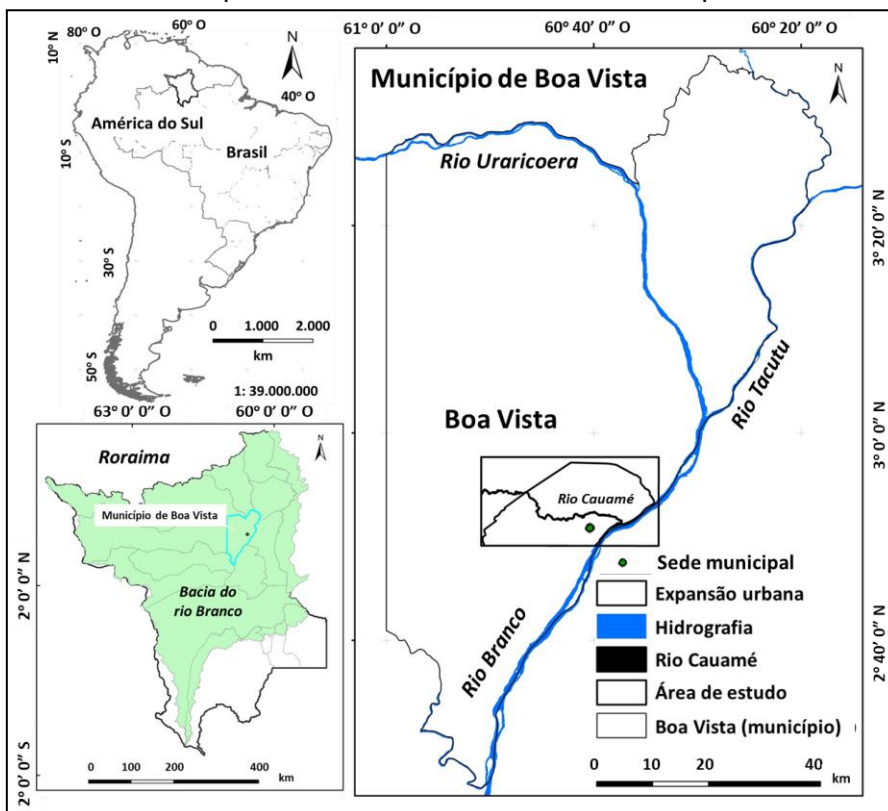 80º O
60º O
10º N
N
40º O
América do Sul
Brasil
10º S
30º S
50º S
0 1.000 2.000
km
1: 39.000.000
63º 0' 0" O
60º 0' 0" O
Roraima
N
Município de Boa Vista
Bacia do
rio Branco
2º 0' 0" N
2º 0' 0" S
0 100 200 400
km
61º 0' 0" O
60º 40' 0" O
60º 20' 0" O
Município de Boa Vista
N
Rio Uraricoera
3º 20' 0" N
Rio Tacutu
Boa Vista
3º 0' 0" N
Rio Cauamé
Rio Branco
2º 40' 0" N
Sede municipal
Expansão urbana
Hidrografia
Rio Cauamé
Área de estudo
Boa Vista (município)
0 10 20 40
km